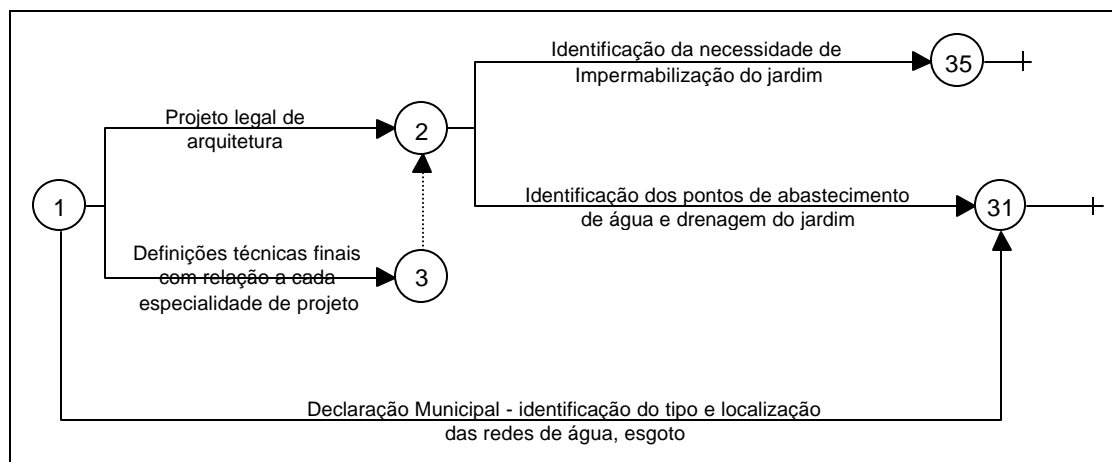 Identificação da necessidade de
Impermabilização do jardim
35
Projeto legal de
arquitetura
2
1
Identificação dos pontos de abastecimento
de água e drenagem do jardim
31
Definições técnicas finais
com relação a cada
especialidade de projeto
3
Declaração Municipal - identificação do tipo e localização
das redes de água, esgoto